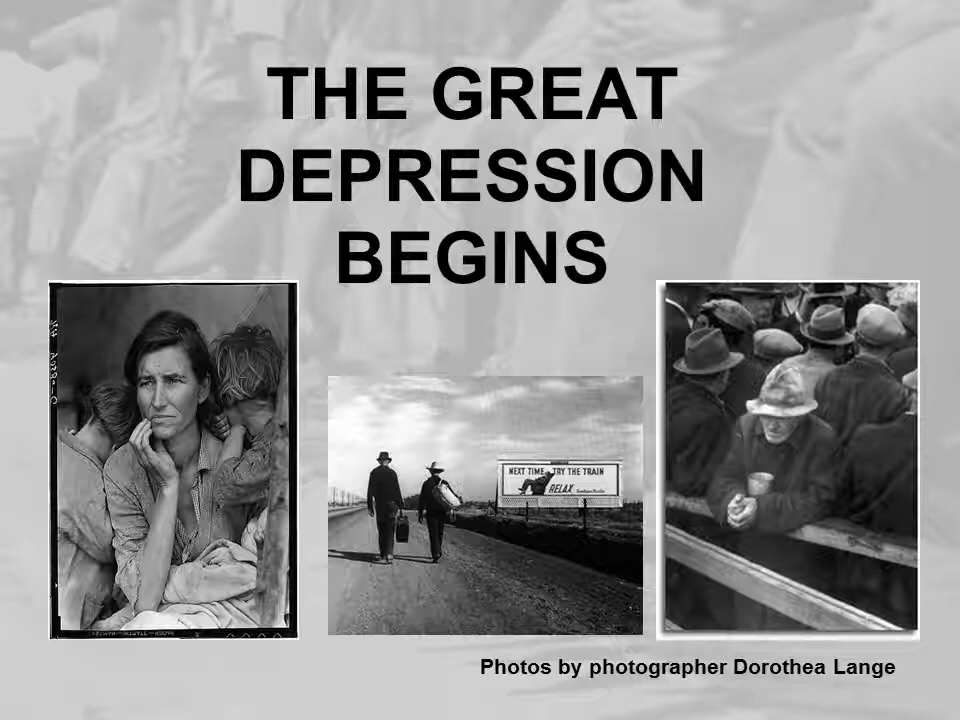 THE GREAT
DEPRESSION
BEGINS
NEXT TIME TRY THE TRAIN
RELAX
Photos by photographer Dorothea Lange